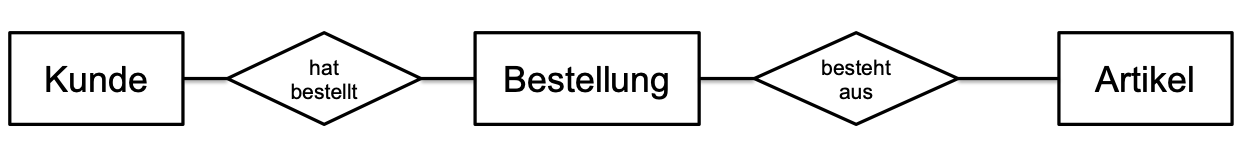 Kunde
hat
bestellt
Bestellung
besteht
aus
Artikel